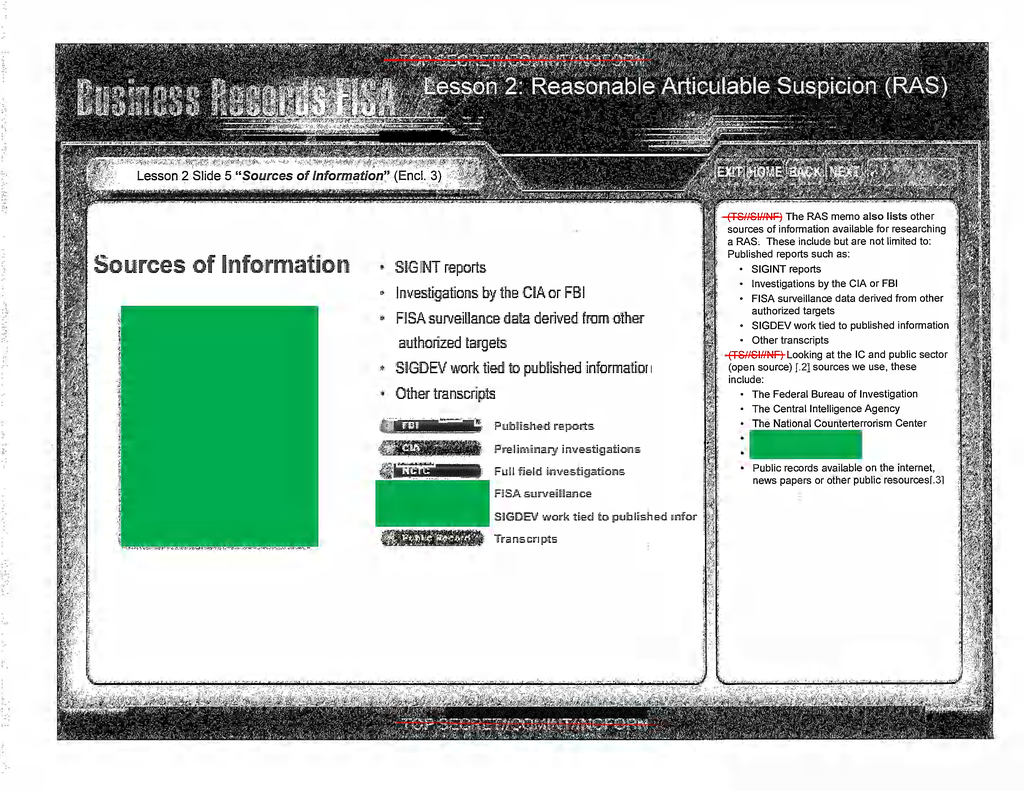 TOP SECRET//COMINT//NOFORN
Business Records FISA
Lesson 2: Reasonable Articulable Suspicion (RAS)
Lesson 2 Slide 5 “Sources of Information” (Encl. 3)
EXIT HOME BACK NEXT
Sources of Information
• SIGINT reports
• Investigations by the CIA or FBI
• FISA surveillance data derived from other
authorized targets
• SIGDEV work tied to published information
• Other transcripts
FBI Published reports
CIA Preliminary investigations
NCTC Full field investigations
FISA surveillance
SIGDEV work tied to published infor
Public Record Transcripts
(TS//SI//NF) The RAS memo also lists other
sources of information available for researching
a RAS. These include but are not limited to:
Published reports such as:
• SIGINT reports
• Investigations by the CIA or FBI
• FISA surveillance data derived from other
authorized targets
• SIGDEV work tied to published information
• Other transcripts
(TS//SI//NF) Looking at the IC and public sector
(open source) [.2] sources we use, these
include:
• The Federal Bureau of Investigation
• The Central Intelligence Agency
• The National Counterterrorism Center
•
•
• Public records available on the internet,
news papers or other public resources[.3]
TOP SECRET//COMINT//NOFORN